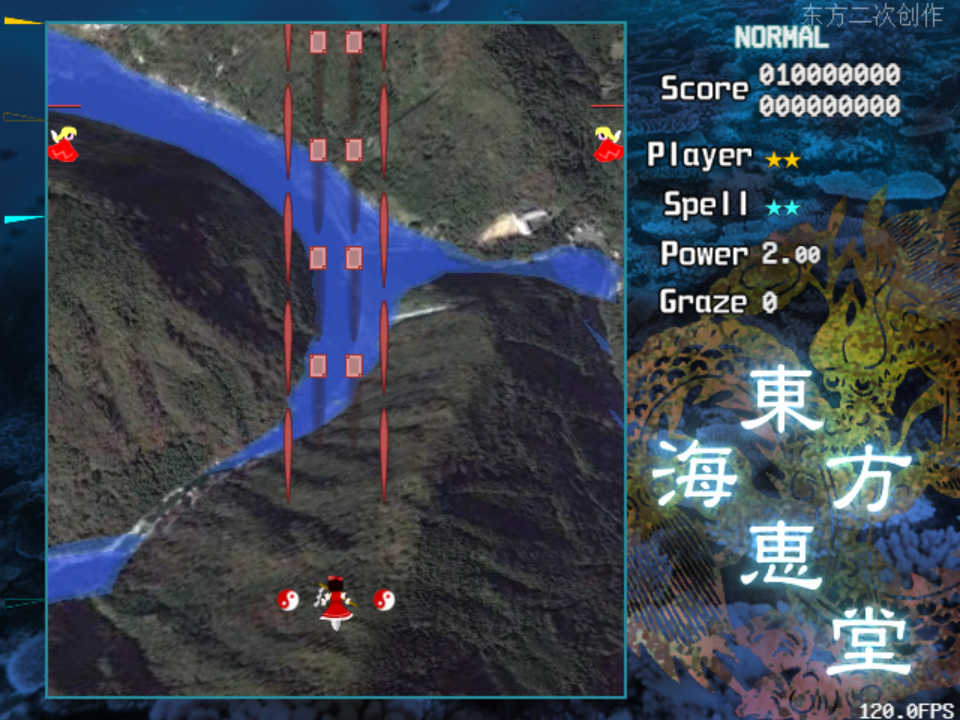 东方二次创作
NORMAL
Score 010000000
000000000
Player ★★
Spell ★★
Power 2.00
Graze 0
東
方
海
恵
堂
120.0FPS